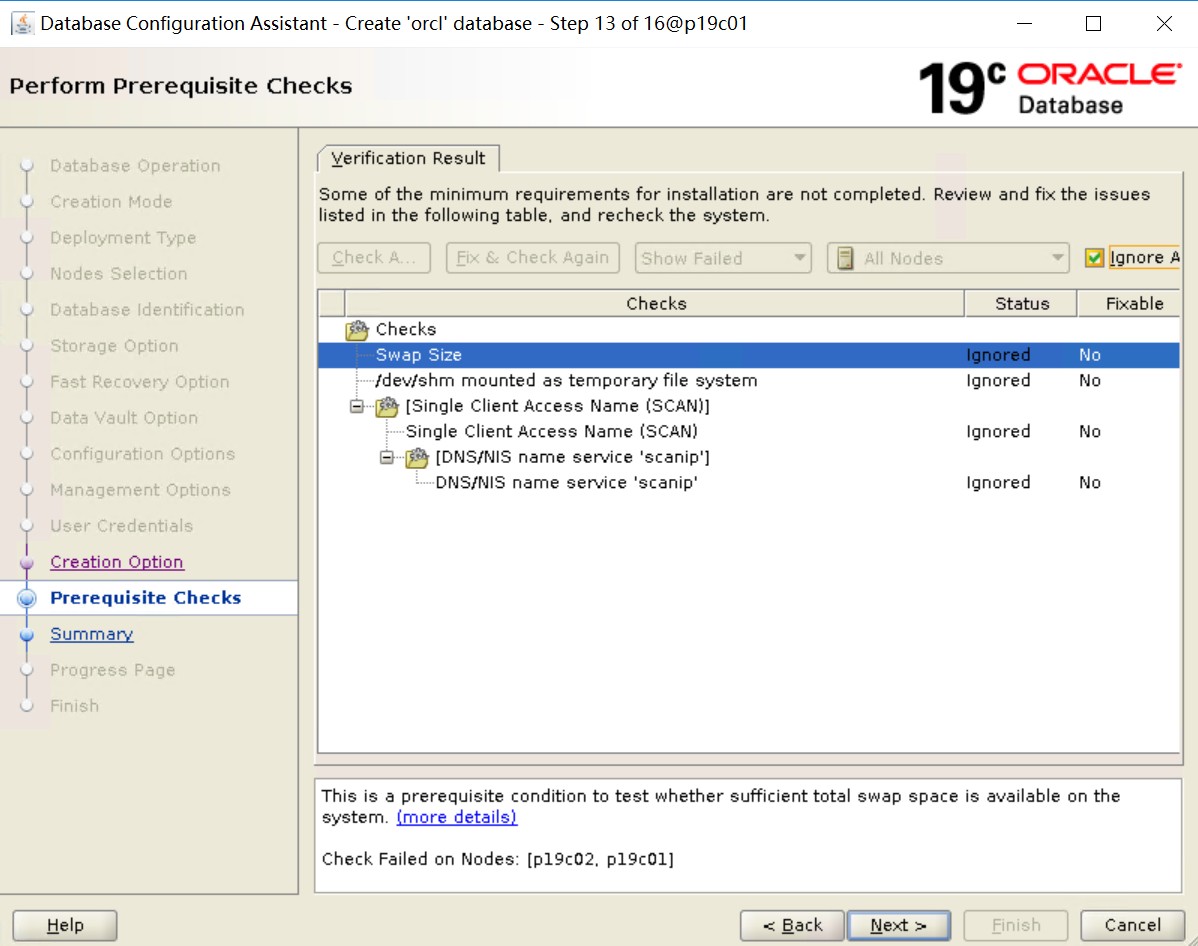 Database Configuration Assistant - Create 'orcl' database - Step 13 of 16@p19c01
Perform Prerequisite Checks
19c ORACLE Database
Database Operation
Creation Mode
Deployment Type
Nodes Selection
Database Identification
Storage Option
Fast Recovery Option
Data Vault Option
Configuration Options
Management Options
User Credentials
Creation Option
Prerequisite Checks
Summary
Progress Page
Finish
Verification Result
Some of the minimum requirements for installation are not completed. Review and fix the issues
listed in the following table, and recheck the system.
Check A... Fix & Check Again Show Failed All Nodes Ignore A
Checks Status Fixable
Checks
Swap Size Ignored No
/dev/shm mounted as temporary file system Ignored No
[Single Client Access Name (SCAN)]
Single Client Access Name (SCAN) Ignored No
[DNS/NIS name service 'scanip']
DNS/NIS name service 'scanip' Ignored No
This is a prerequisite condition to test whether sufficient total swap space is available on the
system. (more details)
Check Failed on Nodes: [p19c02, p19c01]
Help < Back Next > Finish Cancel